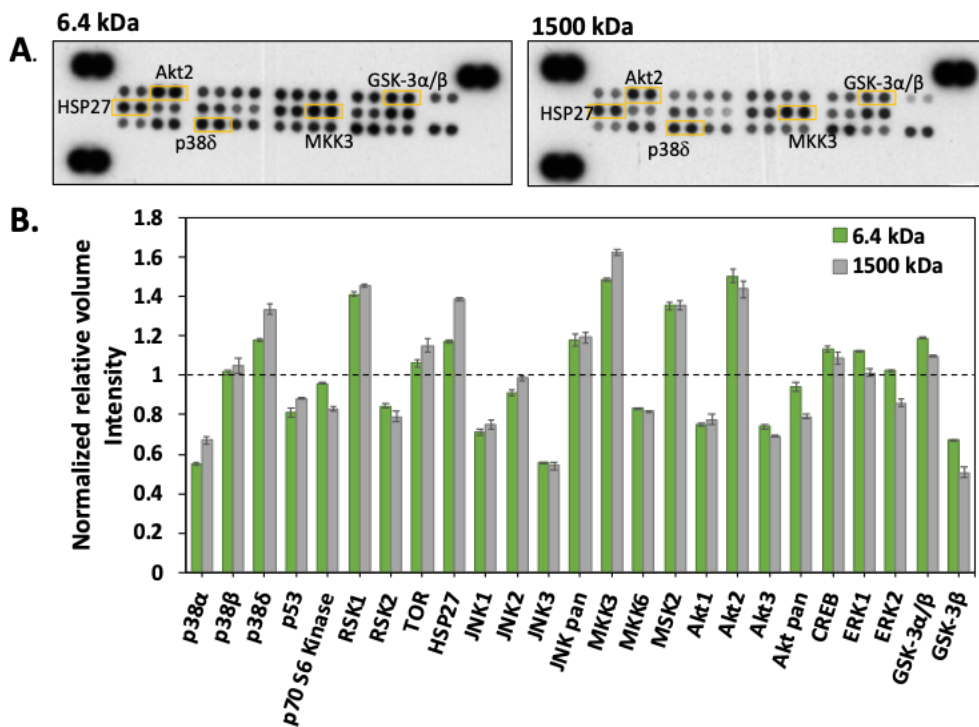 6.4 kDa
1500 kDa
A.
Akt2
GSK-3α/β
HSP27
p38δ
MKK3
Akt2
GSK-3α/β
HSP27
p38δ
MKK3
B.
Normalized relative volume
Intensity
1.8
1.6
1.4
1.2
1
0.8
0.6
0.4
0.2
0
6.4 kDa
1500 kDa
p38α
p38β
p38δ
p53
p70 S6 Kinase
RSK1
RSK2
TOR
HSP27
JNK1
JNK2
JNK3
JNK pan
MK3
MK6
MSK2
Akt1
Akt2
Akt3
Akt pan
CREB
ERK1
ERK2
GSK-3α/β
GSK-3β